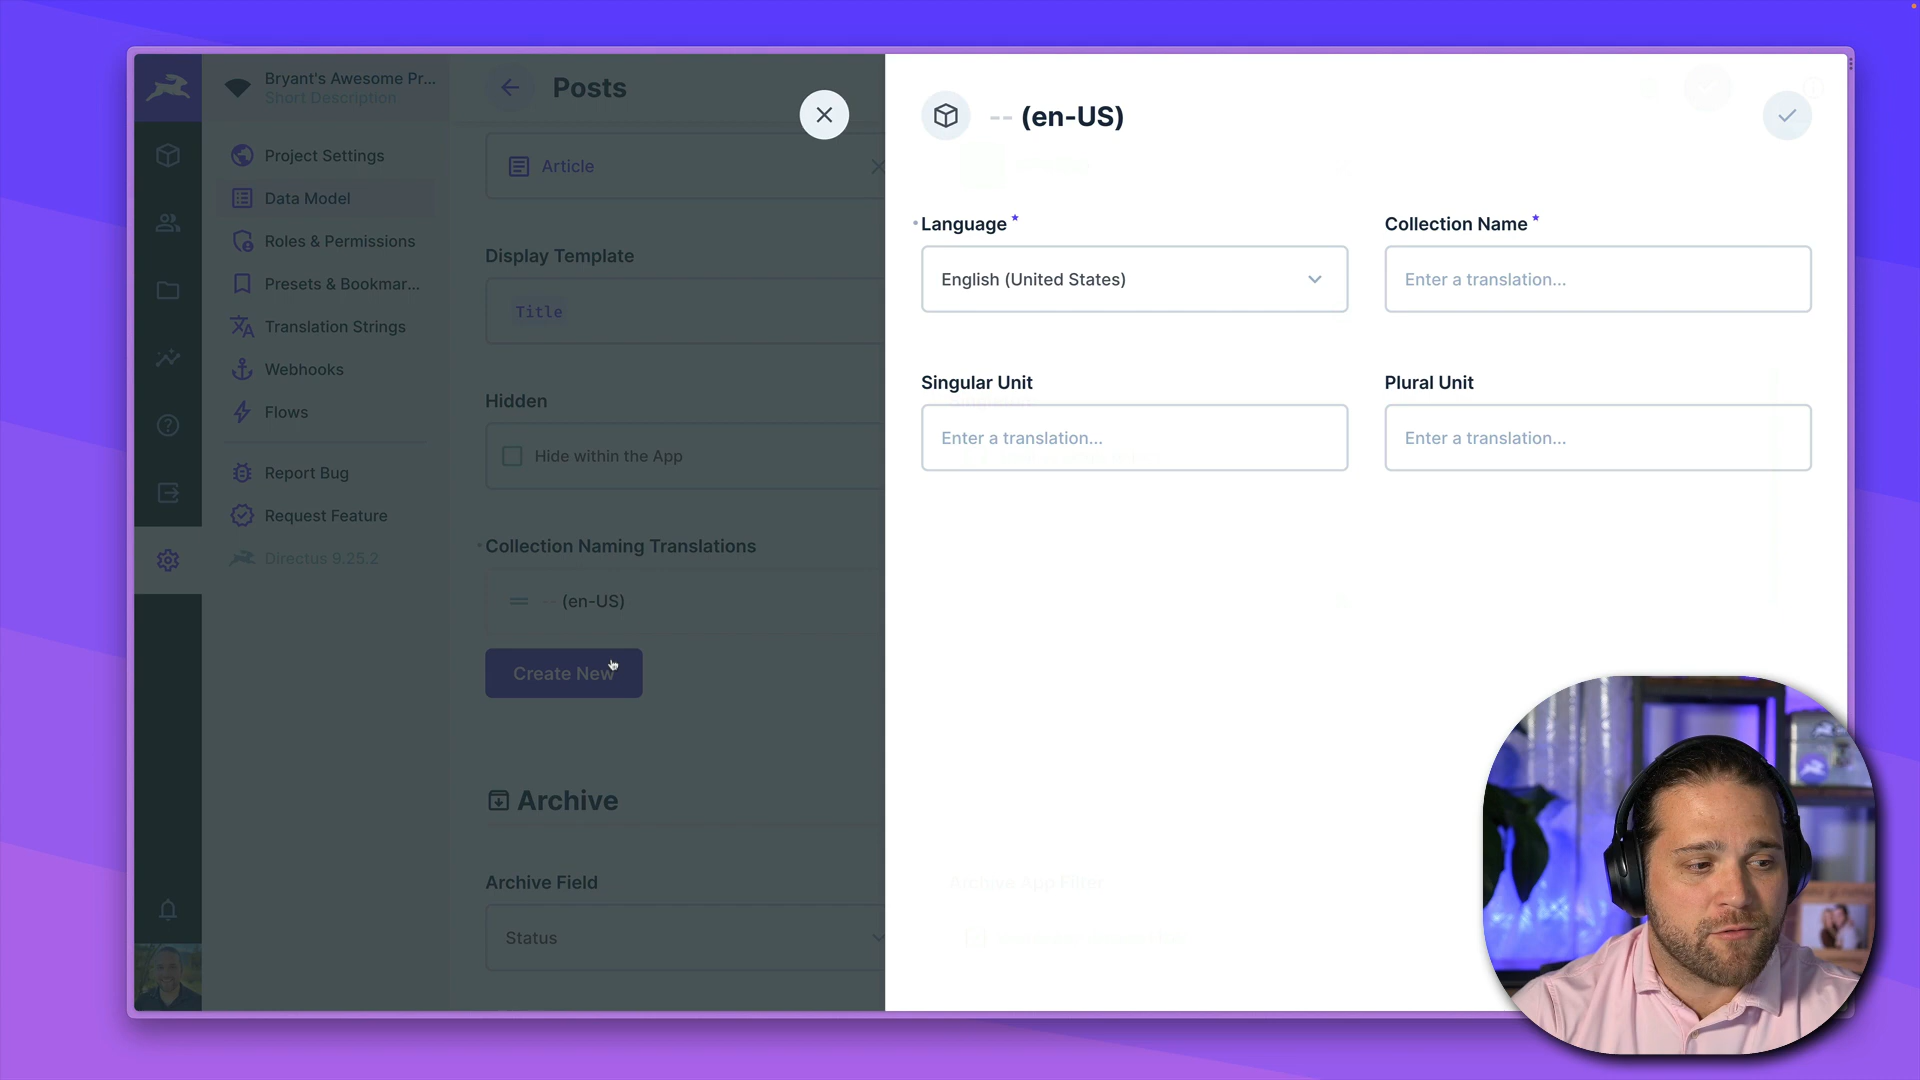 Bryant's Awesome Pr...
Short Description
Project Settings
Data Model
Roles & Permissions
Presets & Bookmar...
Translation Strings
Webhooks
Flows
Report Bug
Request Feature
Directus 9.25.2
Posts
Article
Display Template
Title
Hidden
Hide within the App
Collection Naming Translations
-- (en-US)
Create New
Archive
Archive Field
Status
-- (en-US)
Language *
English (United States)
Collection Name *
Enter a translation...
Singular Unit
Enter a translation...
Plural Unit
Enter a translation...
Archive App Filter